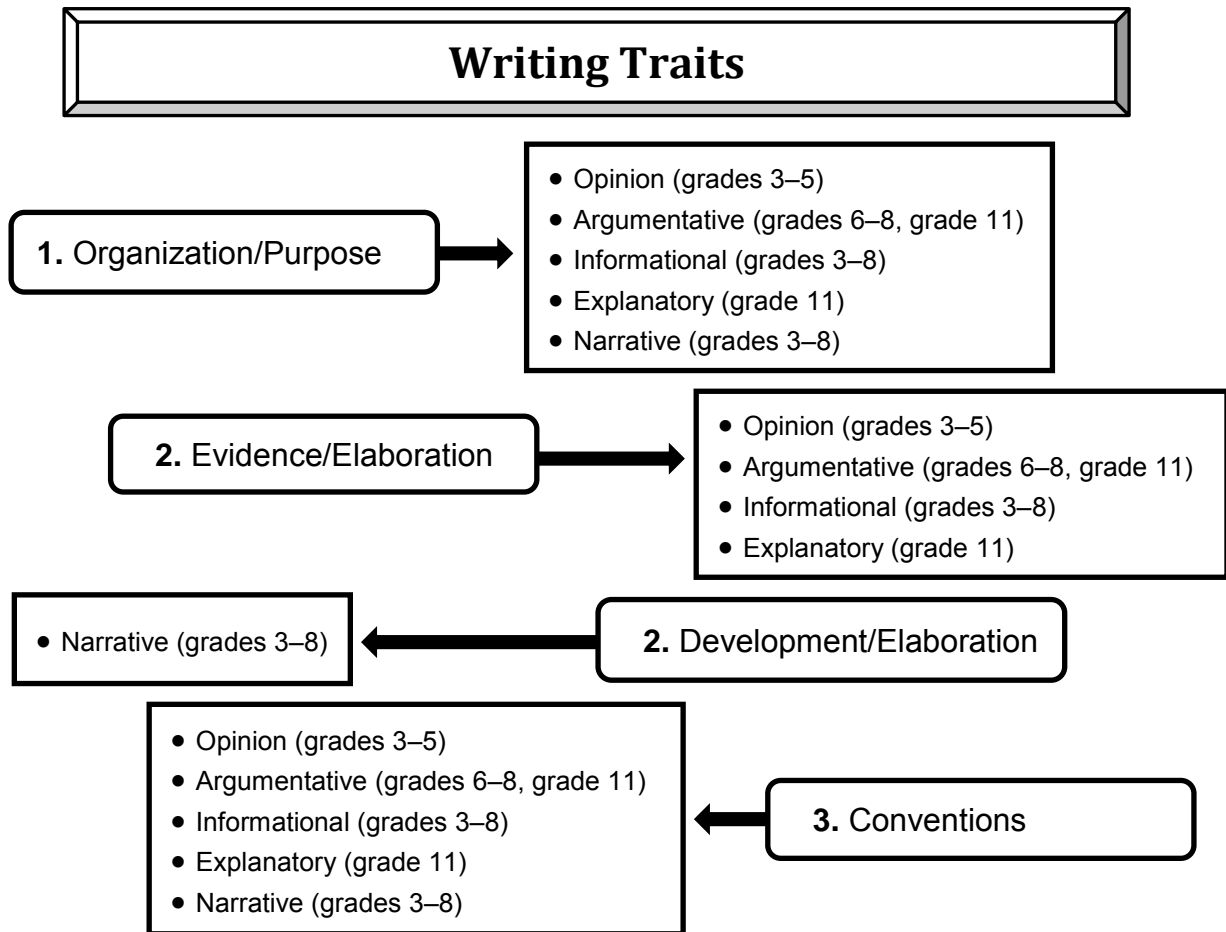 Writing Traits
1. Organization/Purpose
• Opinion (grades 3–5)
• Argumentative (grades 6–8, grade 11)
• Informational (grades 3–8)
• Explanatory (grade 11)
• Narrative (grades 3–8)
2. Evidence/Elaboration
• Opinion (grades 3–5)
• Argumentative (grades 6–8, grade 11)
• Informational (grades 3–8)
• Explanatory (grade 11)
2. Development/Elaboration
• Narrative (grades 3–8)
3. Conventions
• Opinion (grades 3–5)
• Argumentative (grades 6–8, grade 11)
• Informational (grades 3–8)
• Explanatory (grade 11)
• Narrative (grades 3–8)